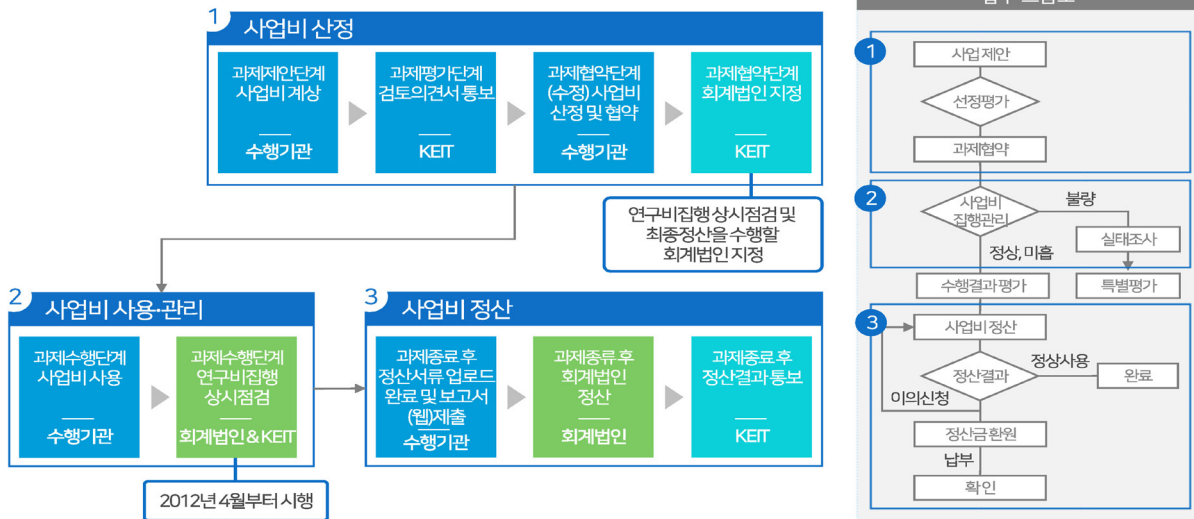 1
사업비 산정
과제제안단계
사업비 계상
수행기관
과제평가단계
검토의견서 통보
KEIT
과제협약단계
(수정) 사업비
산정 및 협약
수행기관
과제협약단계
회계법인 지정
KEIT
연구비집행 상시점검 및
최종정산을 수행할
회계법인 지정
2
사업비 사용·관리
과제수행단계
사업비 사용
수행기관
과제수행단계
연구비집행
상시점검
회계법인 & KEIT
2012년 4월부터 시행
3
사업비 정산
과제종료 후
정산서류 업로드
완료 및 보고서
(웹)제출
수행기관
과제종류 후
회계법인
정산
회계법인
과제종료 후
정산결과 통보
KEIT
1
사업 제안
선정평가
과제협약
2
사업비
집행관리
불량
실태조사
정상, 미흡
수행결과 평가
특별평가
3
사업비 정산
정산결과
정상사용
완료
이의신청
정산금 환원
납부
확인